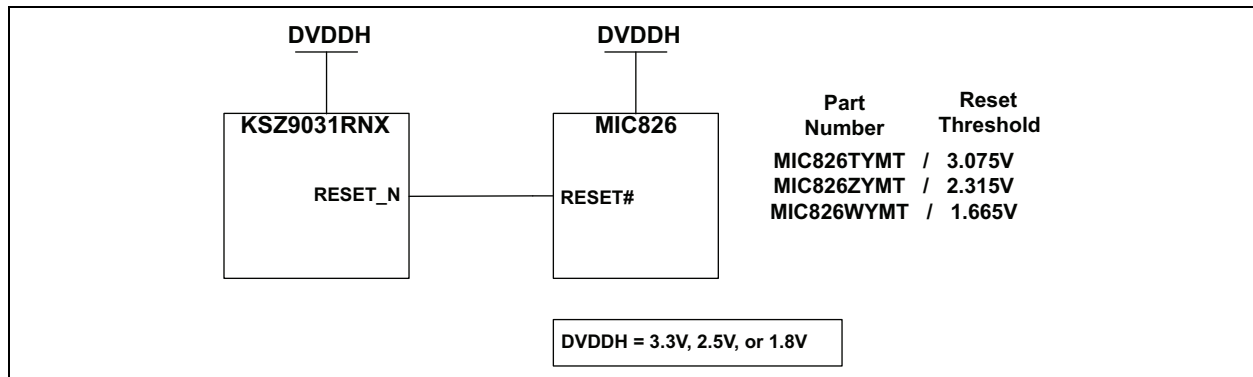 DVDDH
DVDDH
KSZ9031RNX
MIC826
RESET_N
RESET#
Part Number
Reset Threshold
MIC826TYMT / 3.075V
MIC826ZYMT / 2.315V
MIC826WYMT / 1.665V
DVDDH = 3.3V, 2.5V, or 1.8V